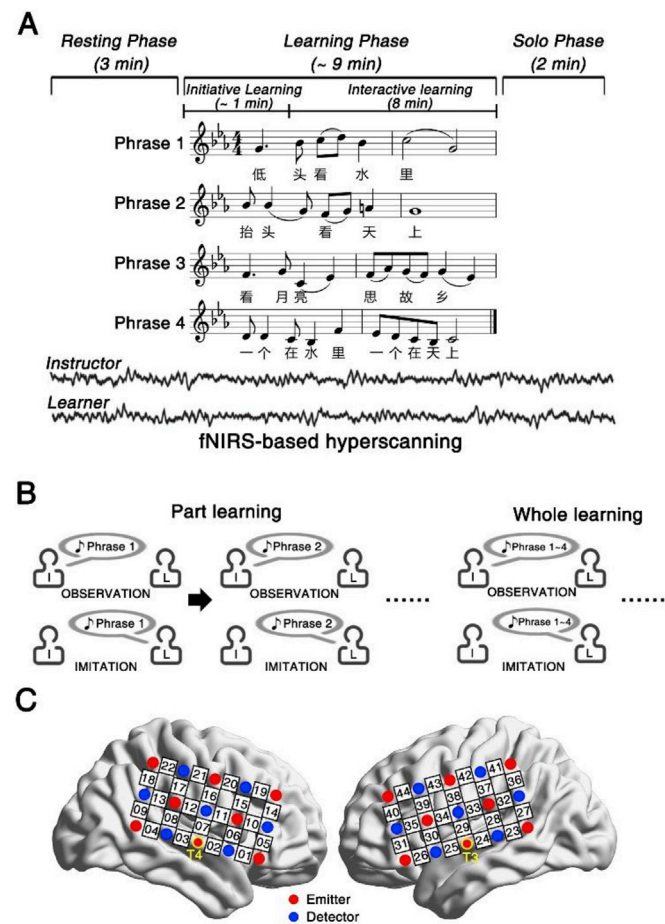 A
Resting Phase
(3 min)
Learning Phase
(~ 9 min)
Solo Phase
(2 min)
Initiative Learning
(~ 1 min)
Interactive learning
(8 min)
Phrase 1
4
4
低 头 看 水 里
Phrase 2
抬 头 看 天 上
Phrase 3
看 月 亮 思 故 乡
Phrase 4
一 个 在 水 里 一 个 在 天 上
Instructor
Learner
fNIRS-based hyperscanning
B
Part learning
Whole learning
♪Phrase 1
I L
OBSERVATION
♪Phrase 1
I L
IMITATION
♪Phrase 2
I L
OBSERVATION
♪Phrase 2
I L
IMITATION
......
♪Phrase 1~4
I L
OBSERVATION
♪Phrase 1~4
I L
IMITATION
......
C
22 21 20 19
18 17 16 15 14
13 12 11 10
09 08 07 06 05
04 03 02 01
T4
44 43 42 41
40 39 38 37 36
35 34 33 32
31 30 29 28 27
26 25 24 23
T3
Emitter
Detector